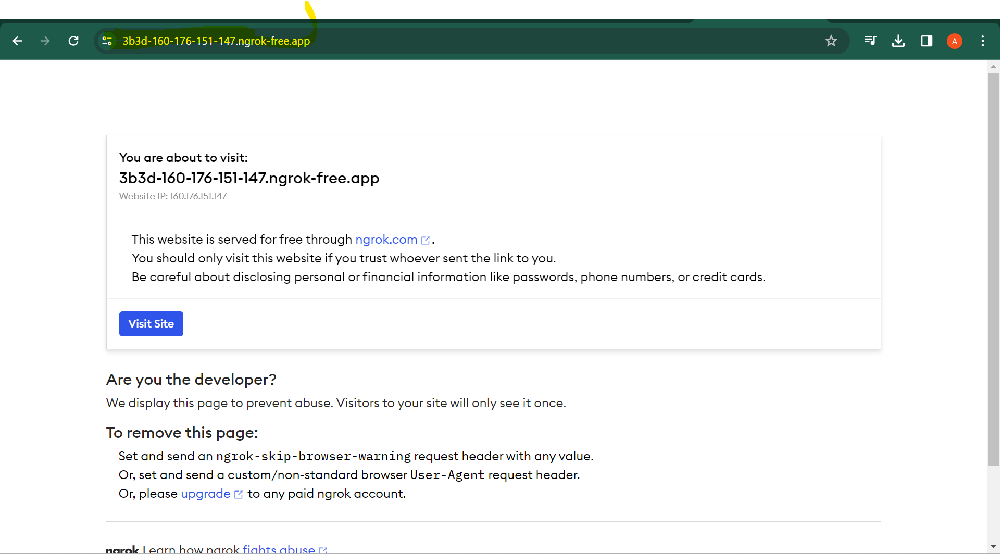 3b3d-160-176-151-147.ngrok-free.app
A
You are about to visit:
3b3d-160-176-151-147.ngrok-free.app
Website IP: 160.176.151.147
This website is served for free through ngrok.com.
You should only visit this website if you trust whoever sent the link to you.
Be careful about disclosing personal or financial information like passwords, phone numbers, or credit cards.
Visit Site
Are you the developer?
We display this page to prevent abuse. Visitors to your site will only see it once.
To remove this page:
Set and send an ngrok-skip-browser-warning request header with any value.
Or, set and send a custom/non-standard browser User-Agent request header.
Or, please upgrade to any paid ngrok account.
ngrok Learn how ngrok fights abuse